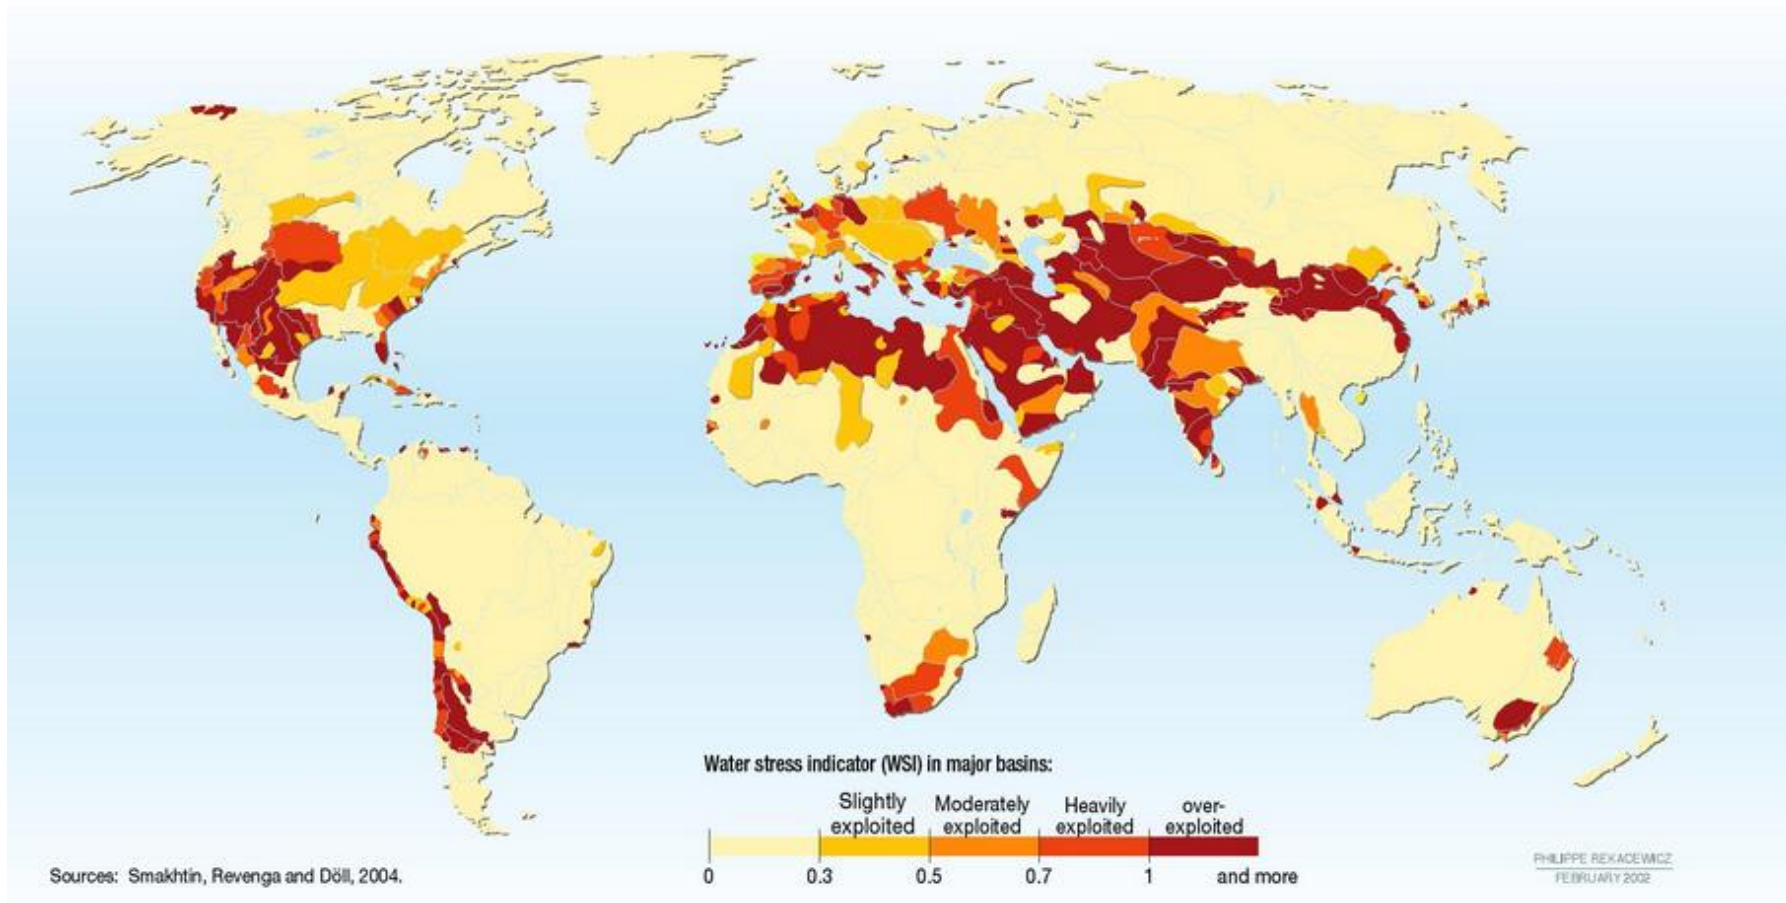 Water stress indicator (WSI) in major basins:
Slightly exploited
Moderately exploited
Heavily exploited
over-exploited
0 0.3 0.5 0.7 1 and more
Sources: Smakhtin, Revenga and Döll, 2004.
PHILIPPE REKACEWICZ
FEBRUARY 2002